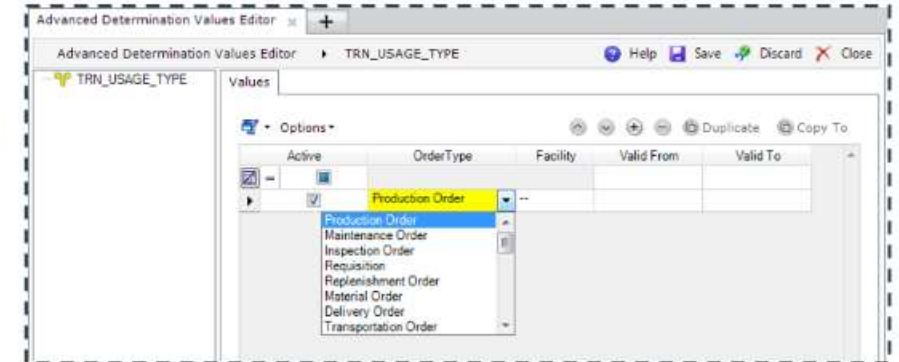 Advanced Determination Values Editor x +
Advanced Determination Values Editor ▸ TRN_USAGE_TYPE Help Save Discard Close
TRN_USAGE_TYPE
Values
Options
Duplicate Copy To
Active OrderType Facility Valid From Valid To
=
Production Order --
Production Order
Maintenance Order
Inspection Order
Requisition
Replenishment Order
Material Order
Delivery Order
Transportation Order